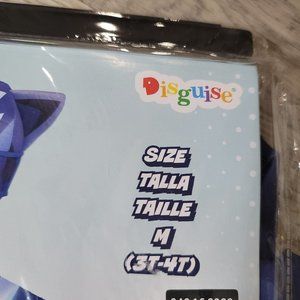 Disguise®
SIZE
TALLA
TAILLE
M
(3T-4T)